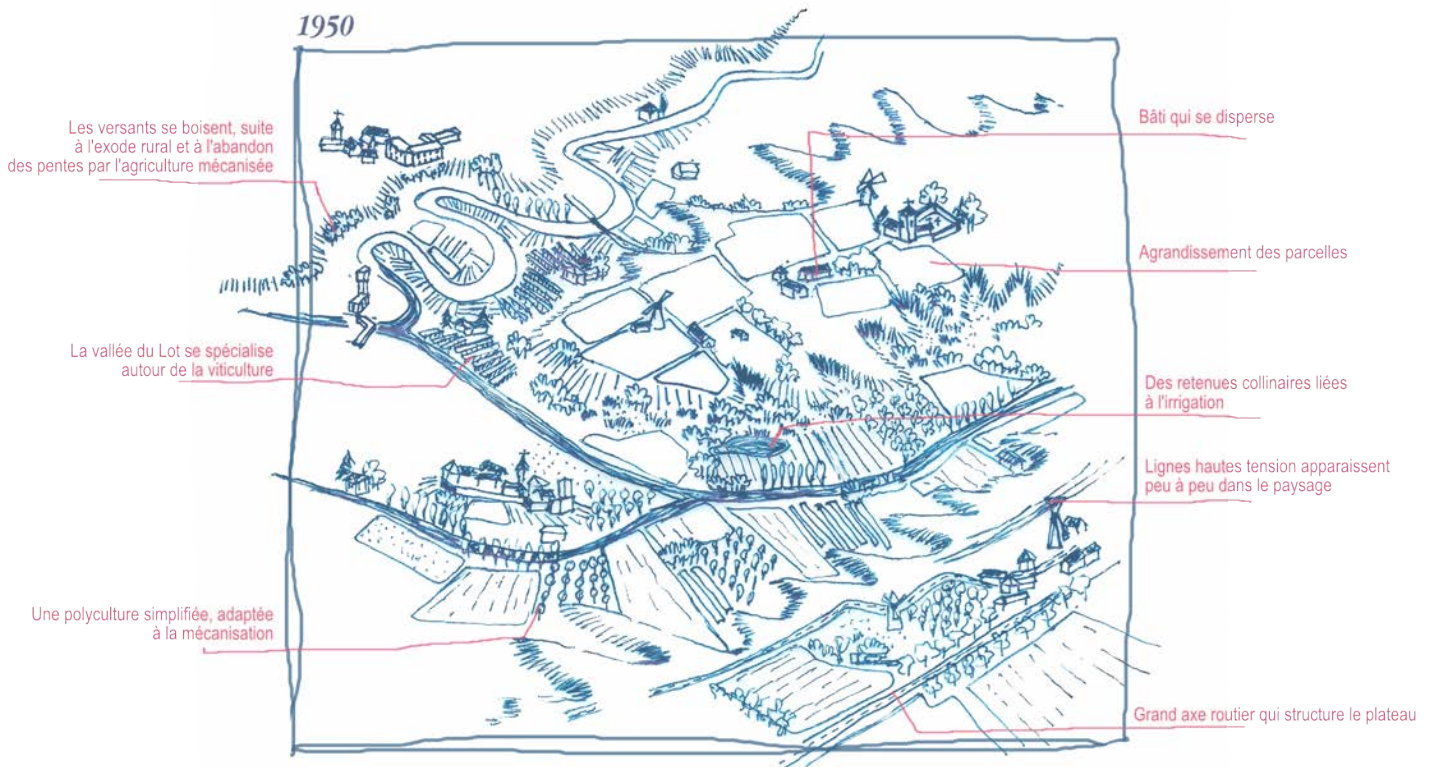 1950
Les versants se boisent, suite
à l'exode rural et à l'abandon
des pentes par l'agriculture mécanisée
La vallée du Lot se spécialise
autour de la viticulture
Une polyculture simplifiée, adaptée
à la mécanisation
Bâti qui se disperse
Agrandissement des parcelles
Des retenues collinaires liées
à l'irrigation
Lignes hautes tension apparaissent
peu à peu dans le paysage
Grand axe routier qui structure le plateau